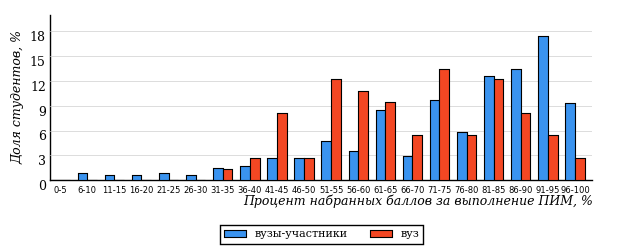 Доля студентов, %
18
15
12
9
6
3
0
0-5 6-10 11-15 16-20 21-25 26-30 31-35 36-40 41-45 46-50 51-55 56-60 61-65 66-70 71-75 76-80 81-85 86-90 91-95 96-100
Процент набранных баллов за выполнение ПИМ, %
вузы-участники вуз